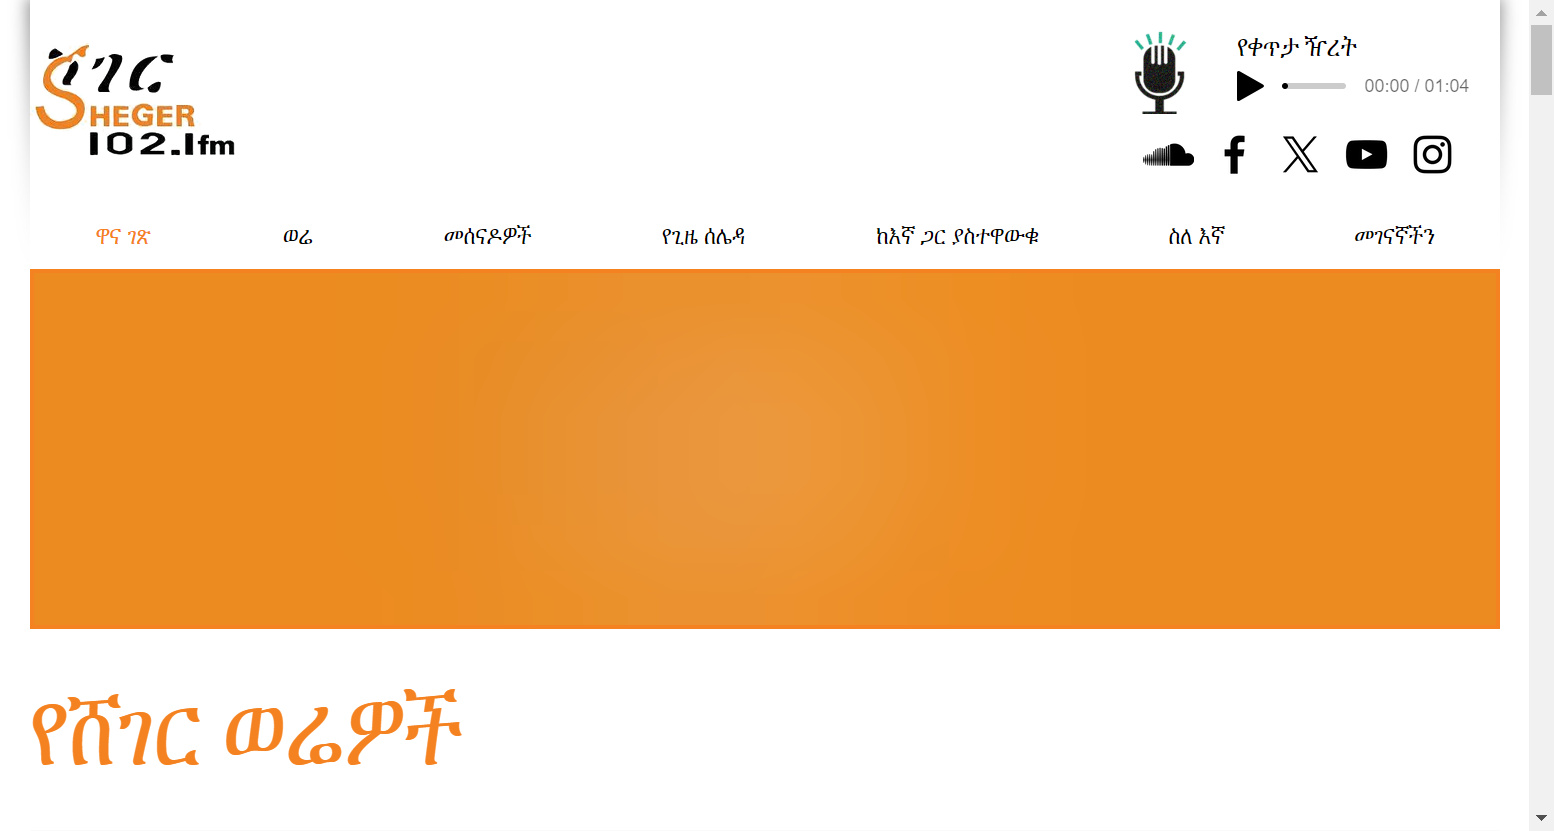 ሸገር
SHEGER
102.1fm
የቀጥታ ዥረት
00:00 / 01:04
ዋና ገጽ
ወሬ
መሰናዶዎች
የጊዜ ሰሌዳ
ከእኛ ጋር ያስተዋውቁ
ስለ እኛ
መገናኛችን
የሸገር ወሬዎች